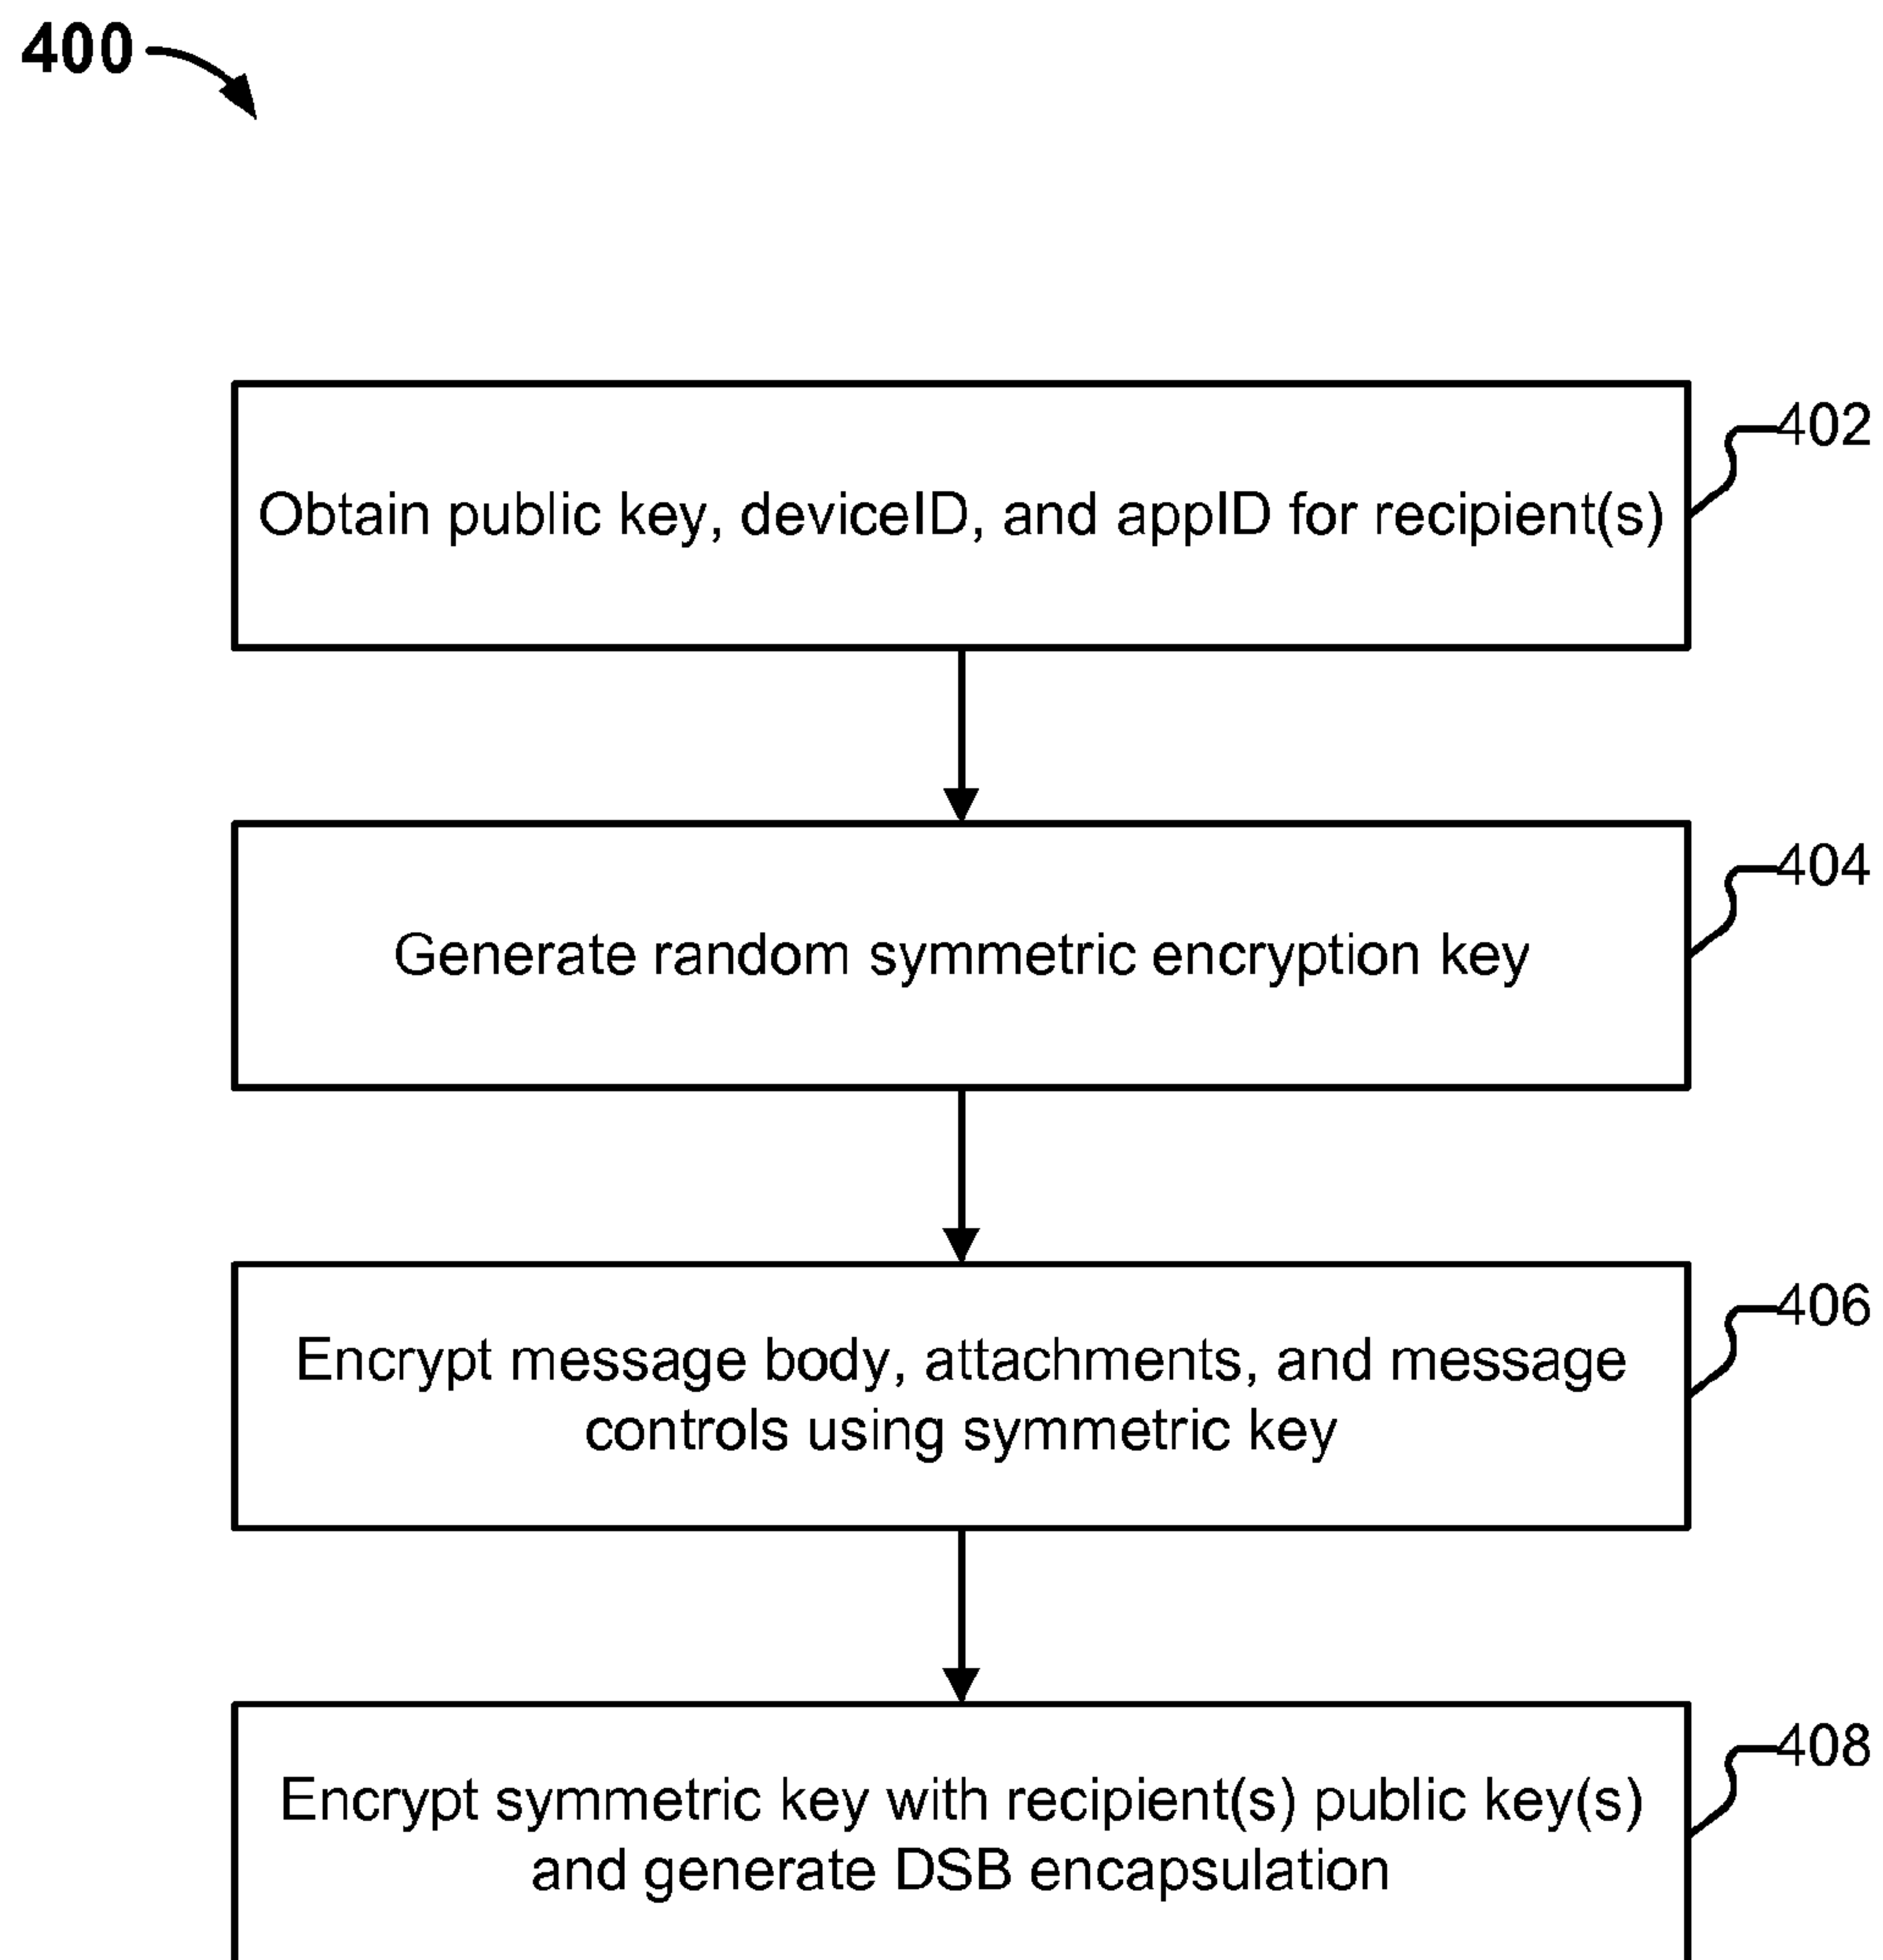 400
402
Obtain public key, deviceID, and appID for recipient(s)
404
Generate random symmetric encryption key
406
Encrypt message body, attachments, and message
controls using symmetric key
408
Encrypt symmetric key with recipient(s) public key(s)
and generate DSB encapsulation